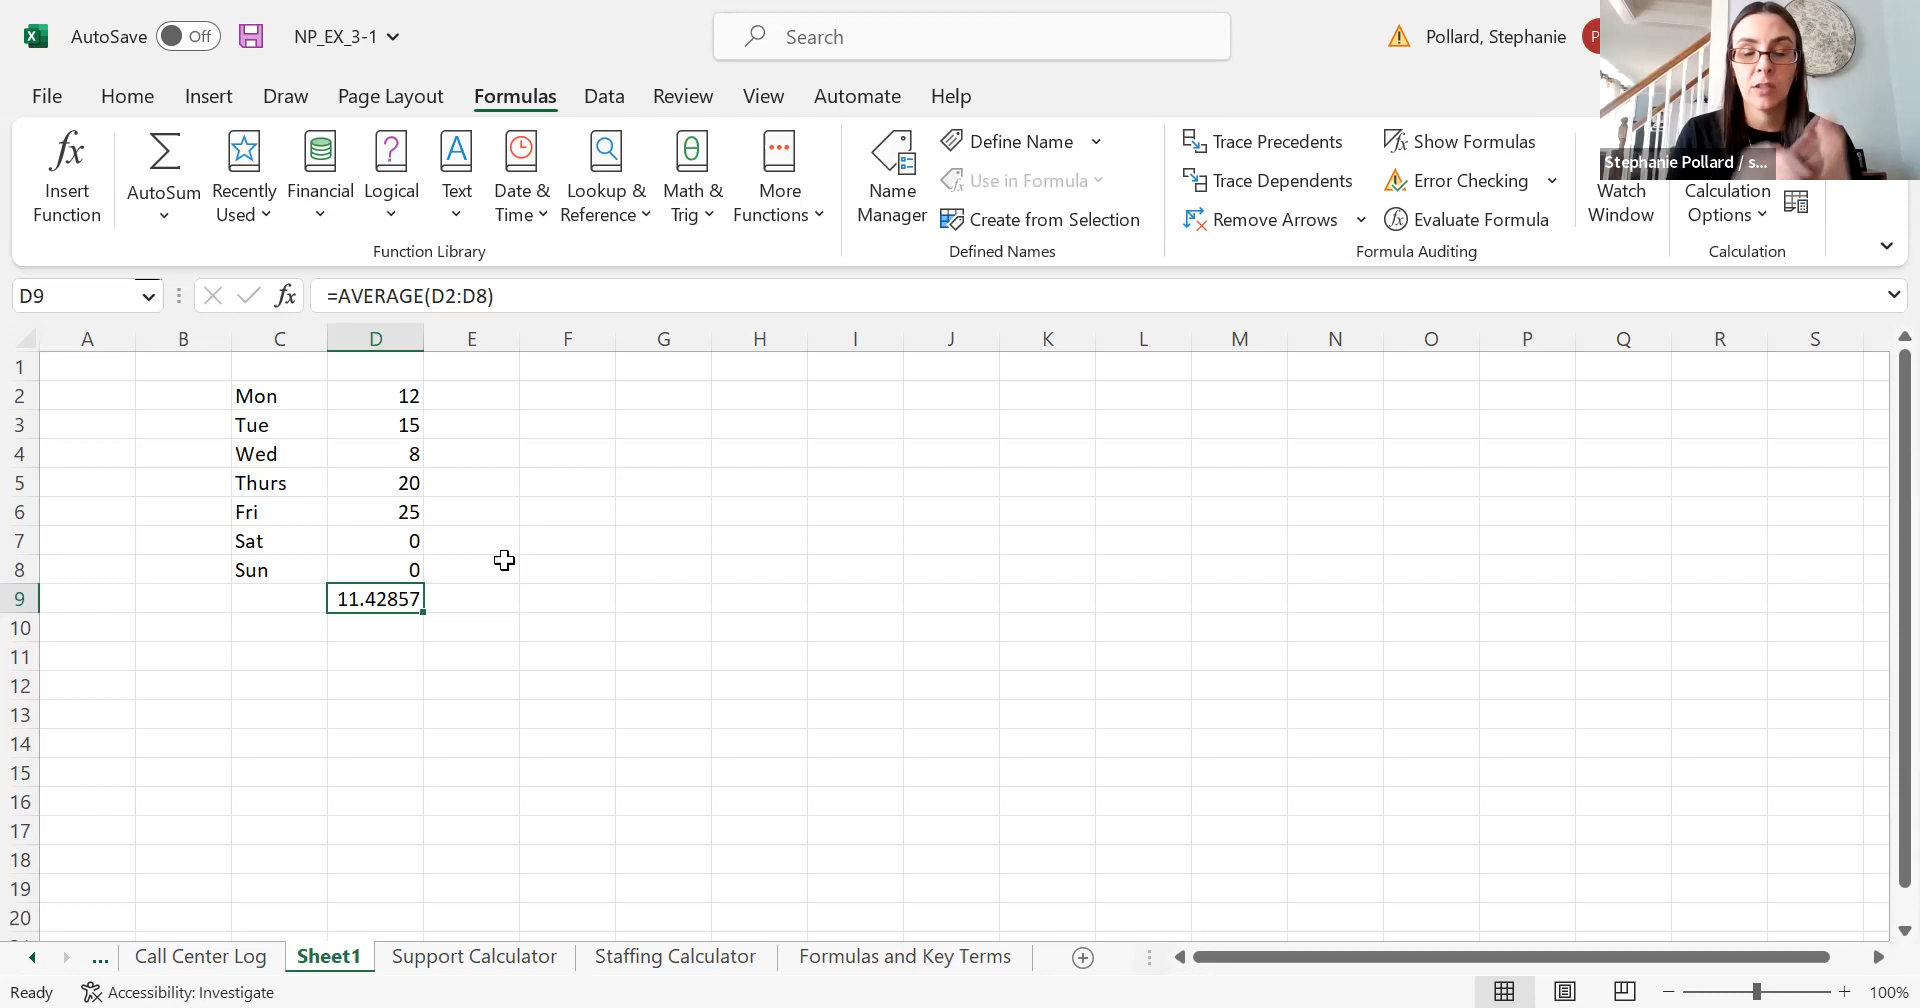 AutoSave Off NP_EX_3-1 Search Pollard, Stephanie P
File Home Insert Draw Page Layout Formulas Data Review View Automate Help
Stephanie Pollard / s...
fx Insert Function
AutoSum
Recently Used
Financial
Logical
Text
Date & Time
Lookup & Reference
Math & Trig
More Functions
Function Library
Name Manager
Define Name
Use in Formula
Create from Selection
Defined Names
Trace Precedents
Trace Dependents
Remove Arrows
Show Formulas
Error Checking
Evaluate Formula
Formula Auditing
Watch Window
Calculation Options
Calculation
D9 fx =AVERAGE(D2:D8)
A B C D E F G H I J K L M N O P Q R S
1
2 Mon 12
3 Tue 15
4 Wed 8
5 Thurs 20
6 Fri 25
7 Sat 0
8 Sun 0
9 11.42857
10
11
12
13
14
15
16
17
18
19
20
... Call Center Log Sheet1 Support Calculator Staffing Calculator Formulas and Key Terms
Ready Accessibility: Investigate 100%